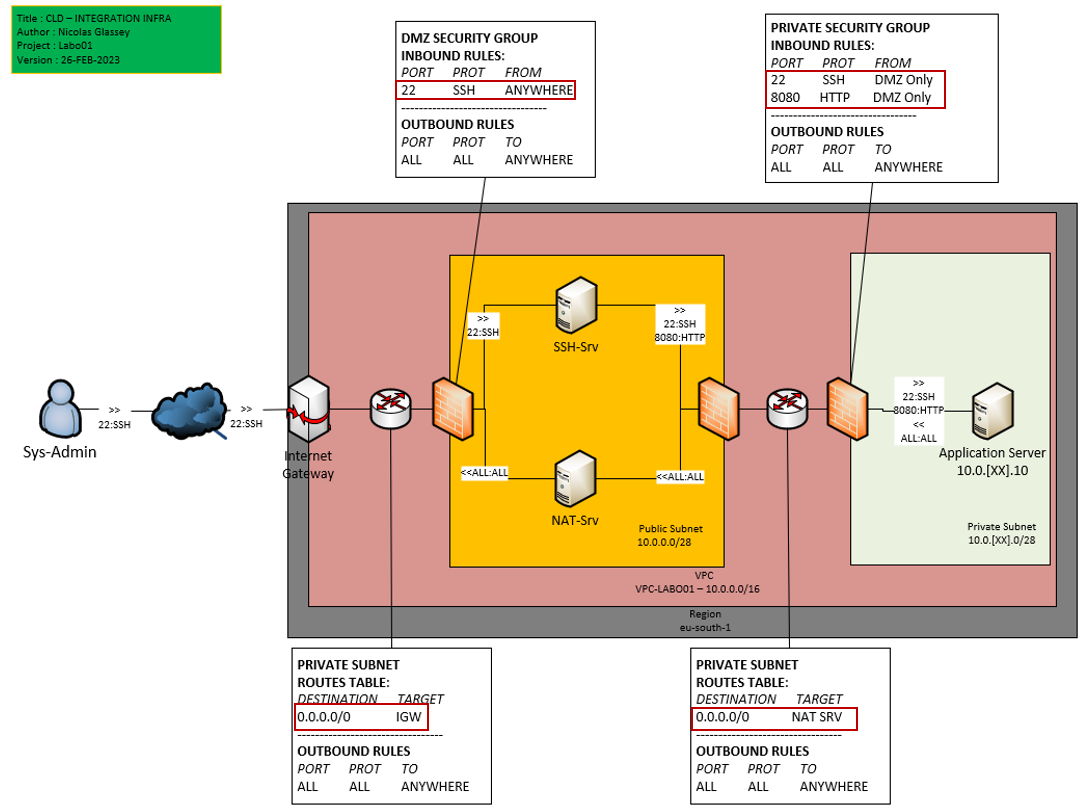 Title : CLD – INTEGRATION INFRA
Author : Nicolas Glassey
Project : Labo01
Version : 26-FEB-2023
DMZ SECURITY GROUP
INBOUND RULES:
PORT PROT FROM
22 SSH ANYWHERE
----------------------------------
OUTBOUND RULES
PORT PROT TO
ALL ALL ANYWHERE
PRIVATE SECURITY GROUP
INBOUND RULES:
PORT PROT FROM
22 SSH DMZ Only
8080 HTTP DMZ Only
----------------------------------
OUTBOUND RULES
PORT PROT TO
ALL ALL ANYWHERE
Sys-Admin
>>
22:SSH
>>
22:SSH
Internet
Gateway
>>
22:SSH
SSH-Srv
>>
22:SSH
8080:HTTP
<<ALL:ALL
NAT-Srv
<<ALL:ALL
Public Subnet
10.0.0.0/28
>>
22:SSH
8080:HTTP
<<
ALL:ALL
Application Server
10.0.[XX].10
Private Subnet
10.0.[XX].0/28
VPC
VPC-LABO01 – 10.0.0.0/16
Region
eu-south-1
PRIVATE SUBNET
ROUTES TABLE:
DESTINATION TARGET
0.0.0.0/0 IGW
----------------------------------
OUTBOUND RULES
PORT PROT TO
ALL ALL ANYWHERE
PRIVATE SUBNET
ROUTES TABLE:
DESTINATION TARGET
0.0.0.0/0 NAT SRV
----------------------------------
OUTBOUND RULES
PORT PROT TO
ALL ALL ANYWHERE